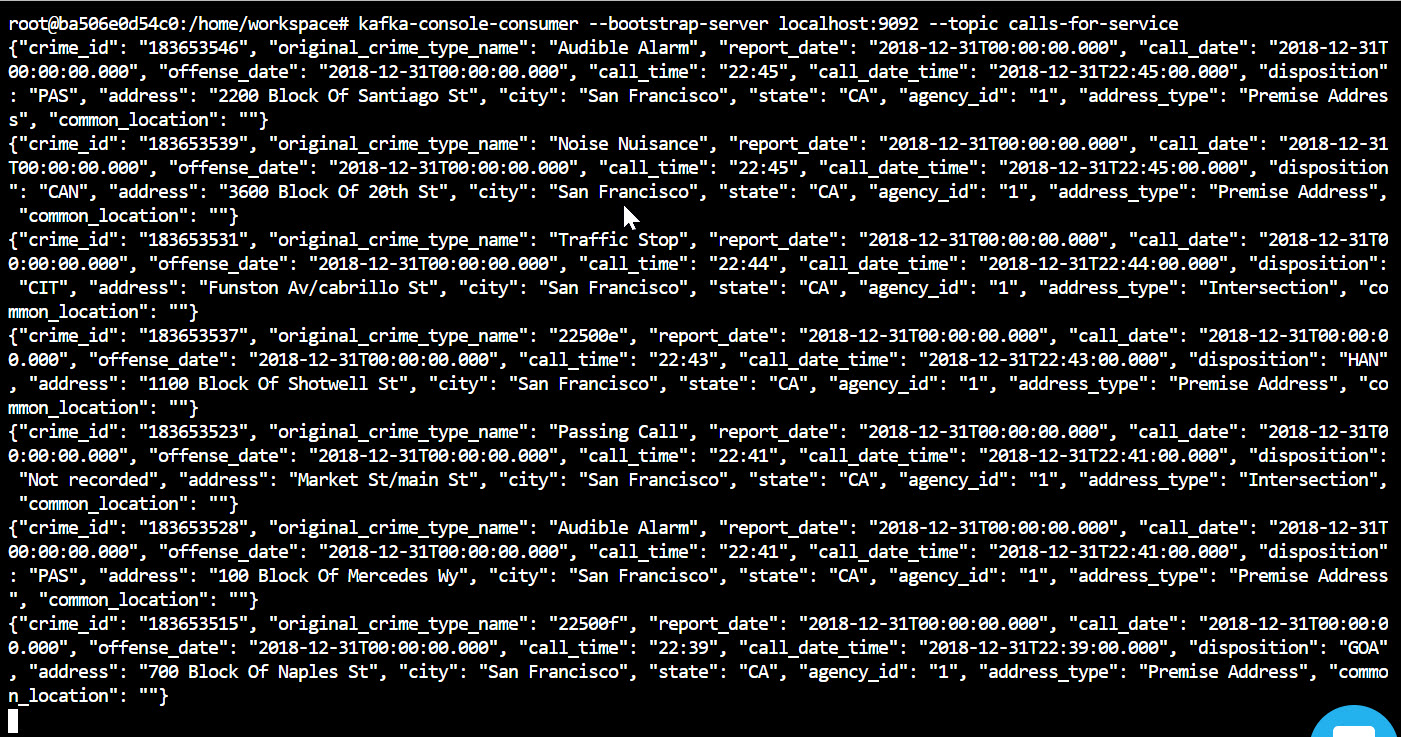 root@ba506e0d54c0:/home/workspace# kafka-console-consumer --bootstrap-server localhost:9092 --topic calls-for-service
{"crime_id": "183653546", "original_crime_type_name": "Audible Alarm", "report_date": "2018-12-31T00:00:00.000", "call_date": "2018-12-31T
00:00:00.000", "offense_date": "2018-12-31T00:00:00.000", "call_time": "22:45", "call_date_time": "2018-12-31T22:45:00.000", "disposition"
: "PAS", "address": "2200 Block Of Santiago St", "city": "San Francisco", "state": "CA", "agency_id": "1", "address_type": "Premise Addres
s", "common_location": ""}
{"crime_id": "183653539", "original_crime_type_name": "Noise Nuisance", "report_date": "2018-12-31T00:00:00.000", "call_date": "2018-12-31
T00:00:00.000", "offense_date": "2018-12-31T00:00:00.000", "call_time": "22:45", "call_date_time": "2018-12-31T22:45:00.000", "disposition
": "CAN", "address": "3600 Block Of 20th St", "city": "San Francisco", "state": "CA", "agency_id": "1", "address_type": "Premise Address",
 "common_location": ""}
{"crime_id": "183653531", "original_crime_type_name": "Traffic Stop", "report_date": "2018-12-31T00:00:00.000", "call_date": "2018-12-31T0
0:00:00.000", "offense_date": "2018-12-31T00:00:00.000", "call_time": "22:44", "call_date_time": "2018-12-31T22:44:00.000", "disposition":
 "CIT", "address": "Funston Av/cabrillo St", "city": "San Francisco", "state": "CA", "agency_id": "1", "address_type": "Intersection", "co
mmon_location": ""}
{"crime_id": "183653537", "original_crime_type_name": "22500e", "report_date": "2018-12-31T00:00:00.000", "call_date": "2018-12-31T00:00:0
0.000", "offense_date": "2018-12-31T00:00:00.000", "call_time": "22:43", "call_date_time": "2018-12-31T22:43:00.000", "disposition": "HAN"
, "address": "1100 Block Of Shotwell St", "city": "San Francisco", "state": "CA", "agency_id": "1", "address_type": "Premise Address", "co
mmon_location": ""}
{"crime_id": "183653523", "original_crime_type_name": "Passing Call", "report_date": "2018-12-31T00:00:00.000", "call_date": "2018-12-31T0
0:00:00.000", "offense_date": "2018-12-31T00:00:00.000", "call_time": "22:41", "call_date_time": "2018-12-31T22:41:00.000", "disposition":
 "Not recorded", "address": "Market St/main St", "city": "San Francisco", "state": "CA", "agency_id": "1", "address_type": "Intersection",
 "common_location": ""}
{"crime_id": "183653528", "original_crime_type_name": "Audible Alarm", "report_date": "2018-12-31T00:00:00.000", "call_date": "2018-12-31T
00:00:00.000", "offense_date": "2018-12-31T00:00:00.000", "call_time": "22:41", "call_date_time": "2018-12-31T22:41:00.000", "disposition"
: "PAS", "address": "100 Block Of Mercedes Wy", "city": "San Francisco", "state": "CA", "agency_id": "1", "address_type": "Premise Address
", "common_location": ""}
{"crime_id": "183653515", "original_crime_type_name": "22500f", "report_date": "2018-12-31T00:00:00.000", "call_date": "2018-12-31T00:00:0
0.000", "offense_date": "2018-12-31T00:00:00.000", "call_time": "22:39", "call_date_time": "2018-12-31T22:39:00.000", "disposition": "GOA"
, "address": "700 Block Of Naples St", "city": "San Francisco", "state": "CA", "agency_id": "1", "address_type": "Premise Address", "commo
n_location": ""}